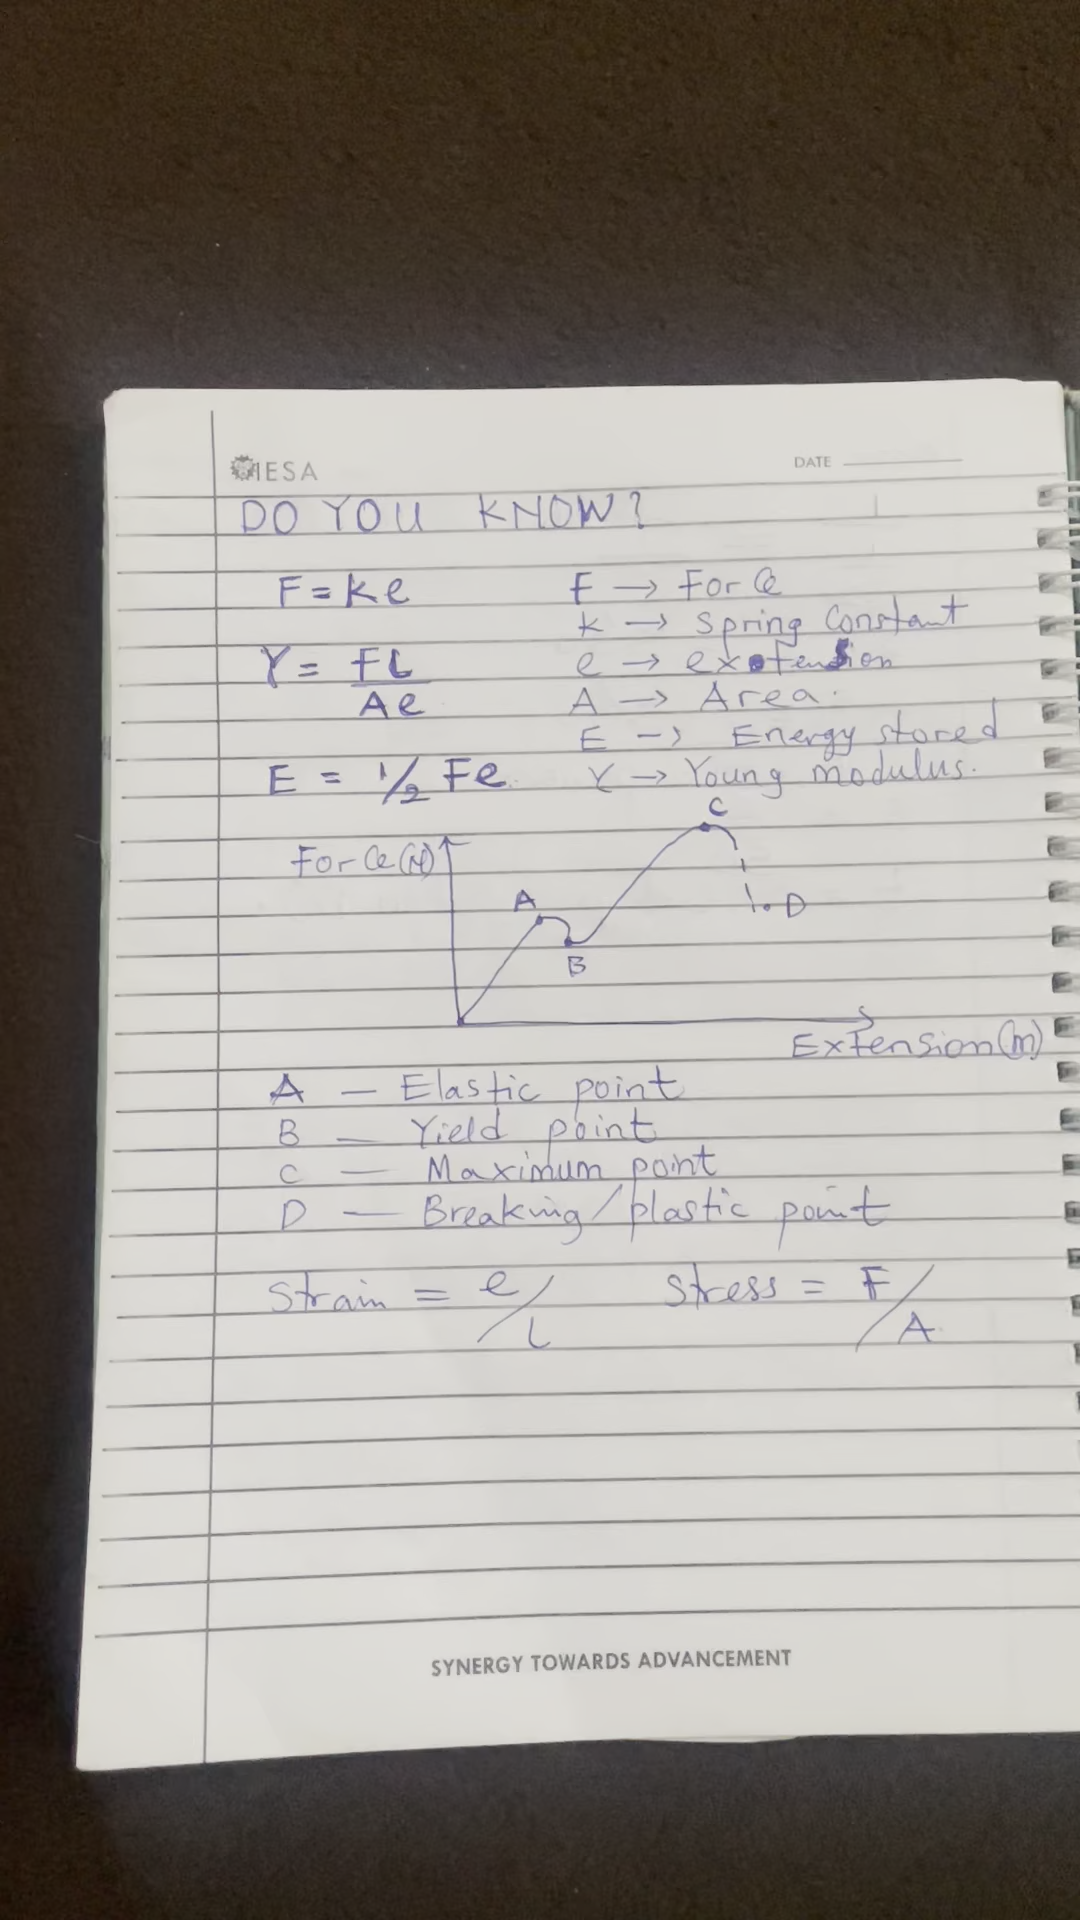 IESA
DATE
DO YOU KNOW?
F = Ke
F → Force
K → Spring Constant
Y = FL/Ae
e → extension
A → Area.
E → Energy stored
E = 1/2 Fe.
Y → Young modulus.
C
Force(N)
A
D
B
Extension(m)
A — Elastic point
B — Yield point
C — Maximum point
D — Breaking/plastic point
Strain = e/L
Stress = F/A.
SYNERGY TOWARDS ADVANCEMENT